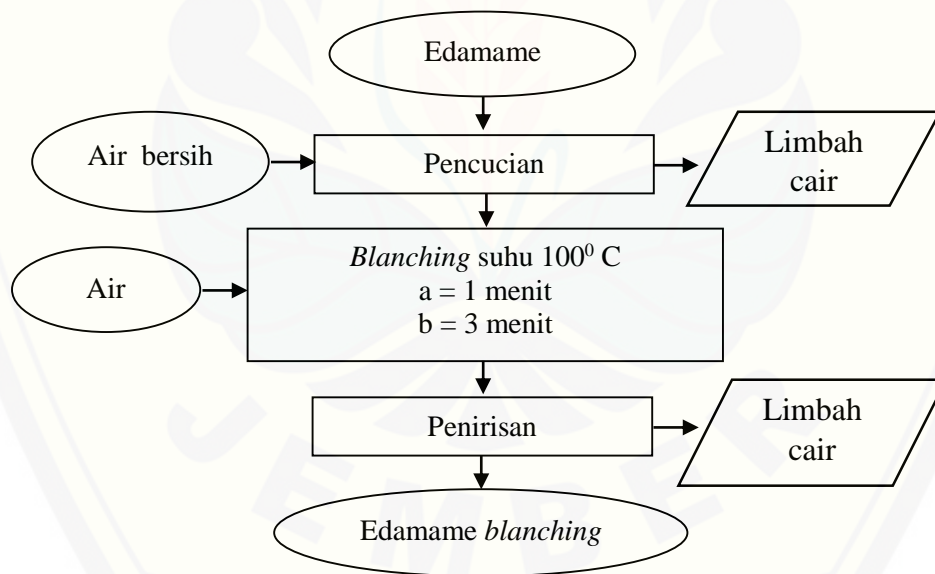 Edamame
Air bersih
Pencucian
Limbah
cair
Blanching suhu 100⁰ C
a = 1 menit
b = 3 menit
Air
Penirisan
Limbah
cair
Edamame blanching
JEMBER